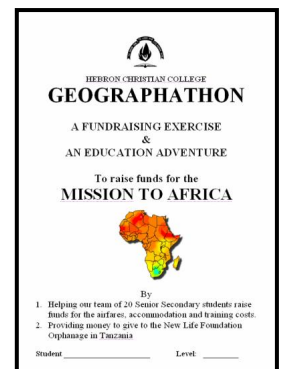 HEBRON CHRISTIAN COLLEGE
GEOGRAPHATHON
A FUNDRAISING EXERCISE
&
AN EDUCATION ADVENTURE
To raise funds for the
MISSION TO AFRICA
By
1. Helping our team of 20 Senior Secondary students raise
funds for the airfares, accommodation and training costs.
2. Providing money to give to the New Life Foundation
Orphanage in Tanzania
Student ____________________ Level: ________